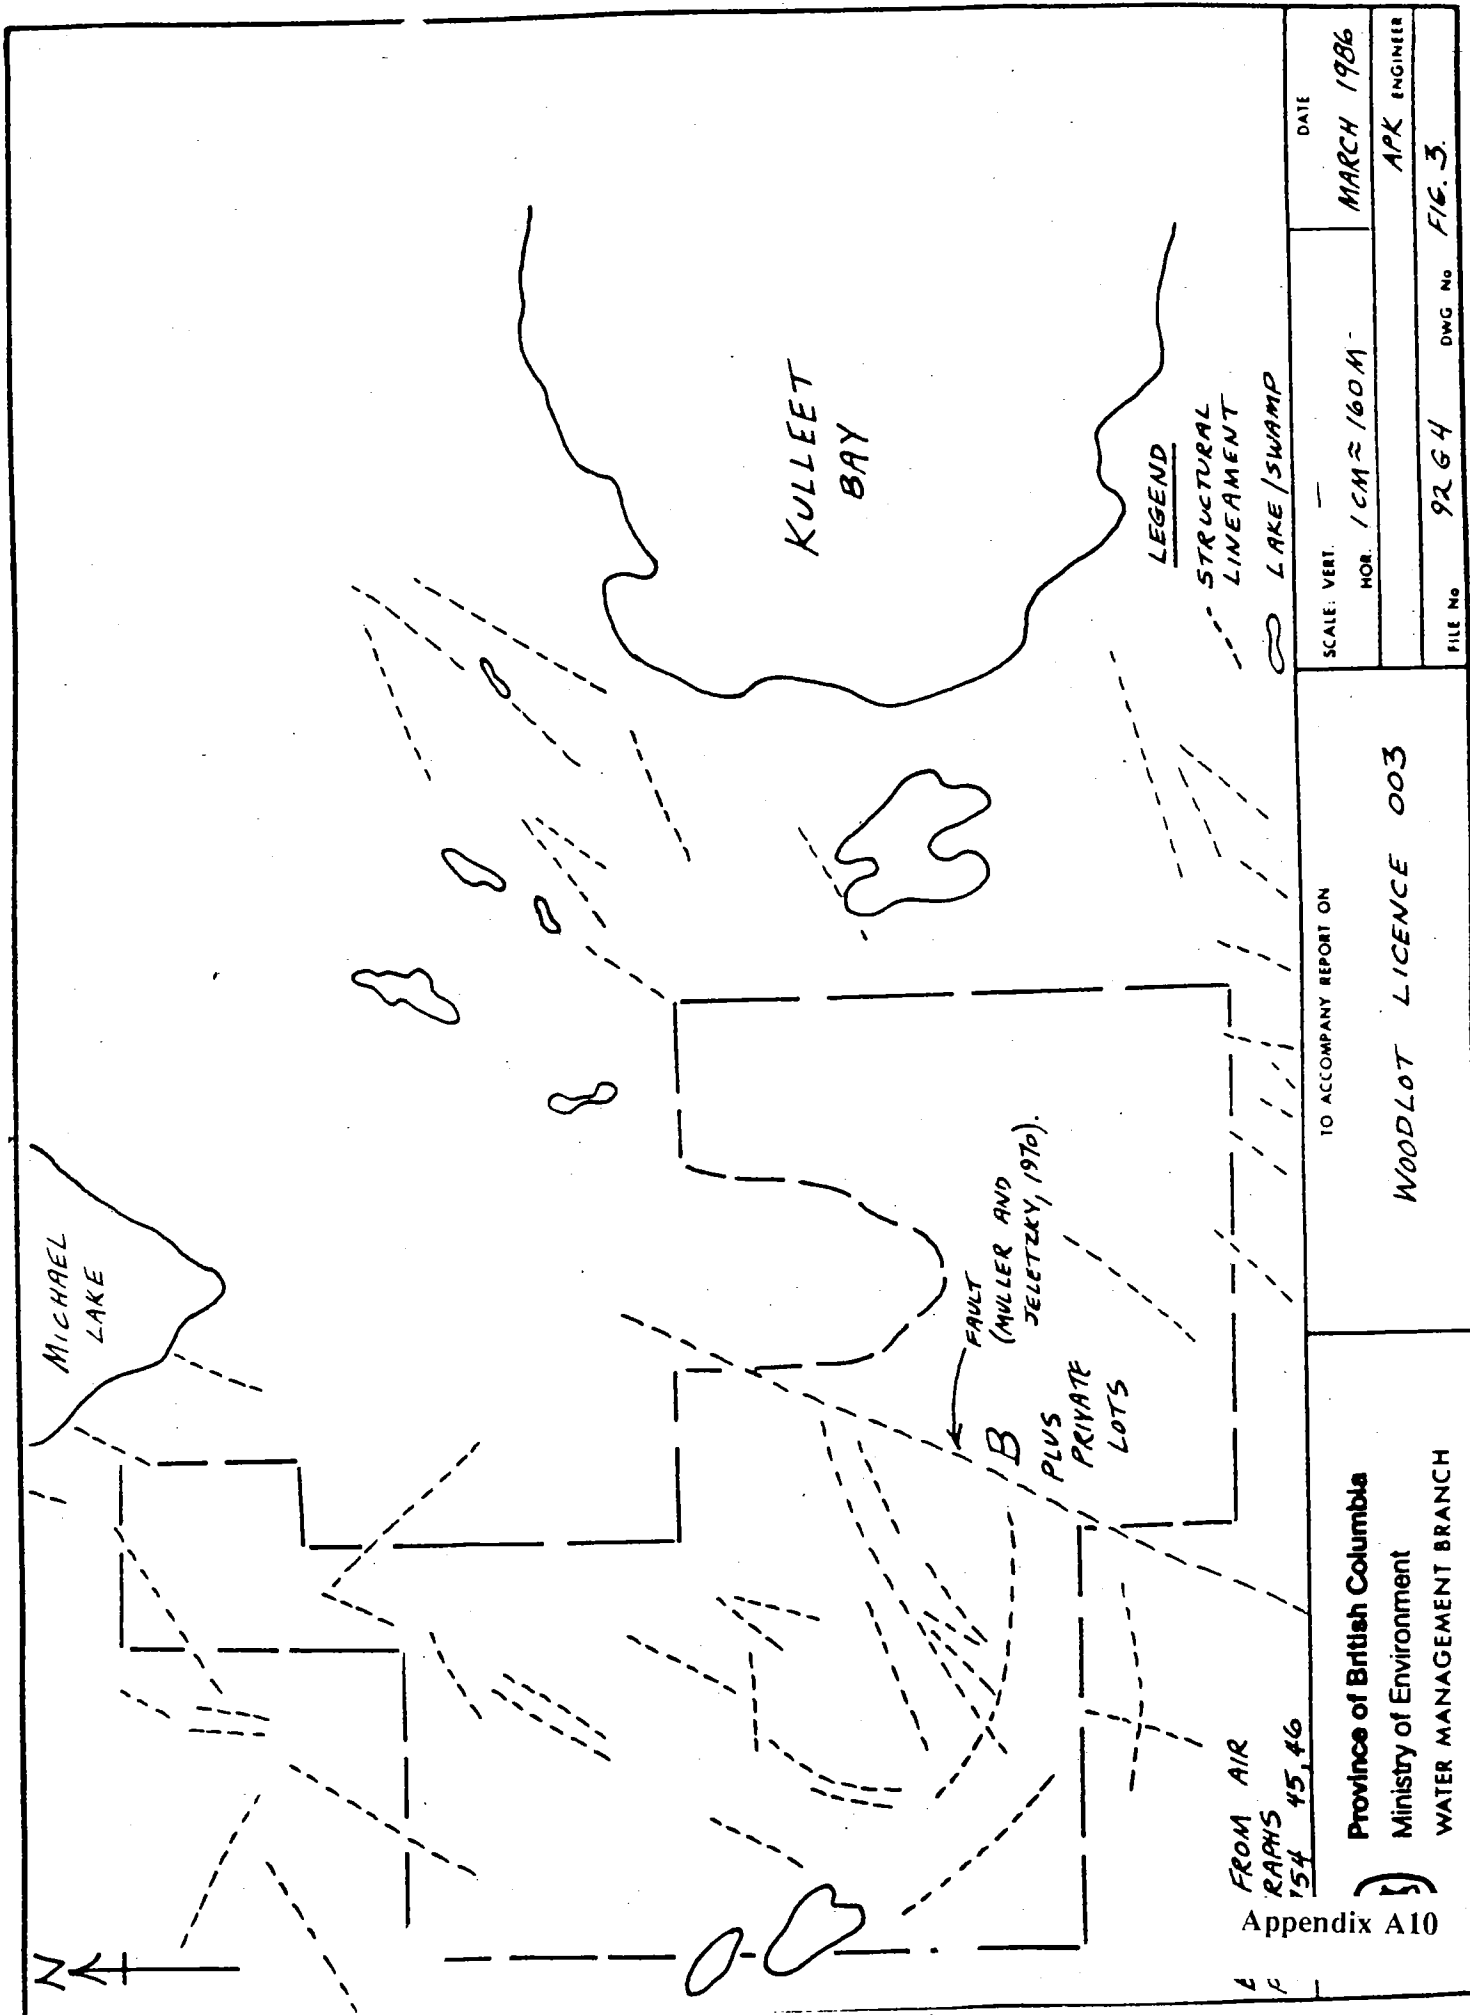 N
MICHAEL
LAKE
KULLEET
BAY
FAULT
(MULLER AND
JELETZKY, 1970).
B
PLUS
PRIVATE
LOTS
LEGEND
STRUCTURAL
LINEAMENT
LAKE/SWAMP
FROM AIR
RAPHS
154 45,46
Appendix A10
Province of British Columbia
Ministry of Environment
WATER MANAGEMENT BRANCH
TO ACCOMPANY REPORT ON
WOODLOT LICENCE 003
SCALE: VERT. —
HOR. 1CM ≈ 160M
DATE
MARCH 1986
APK ENGINEER
FILE No 92 G 4 DWG No FIG. 3.